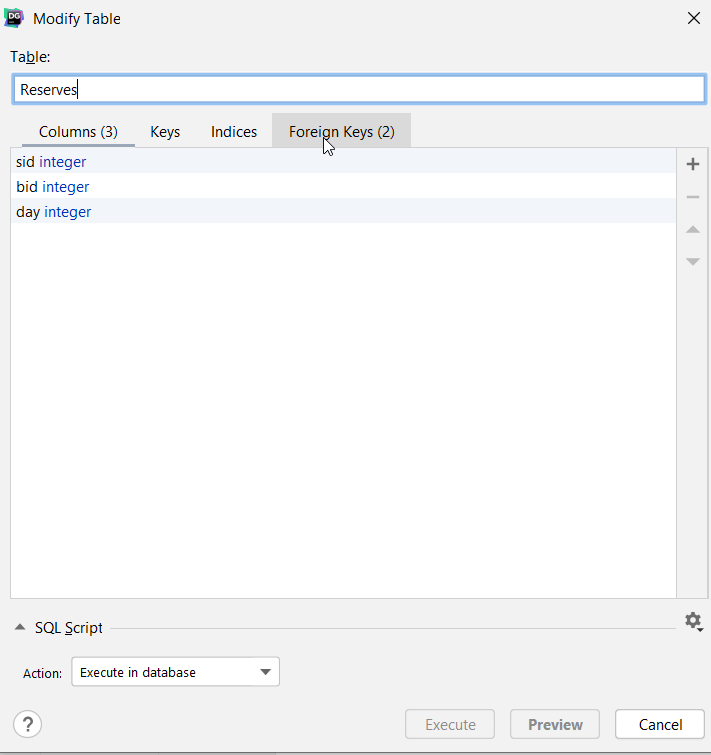 DG Modify Table
Table:
Reserves
Columns (3) Keys Indices Foreign Keys (2)
sid integer
bid integer
day integer
SQL Script
Action: Execute in database
? Execute Preview Cancel